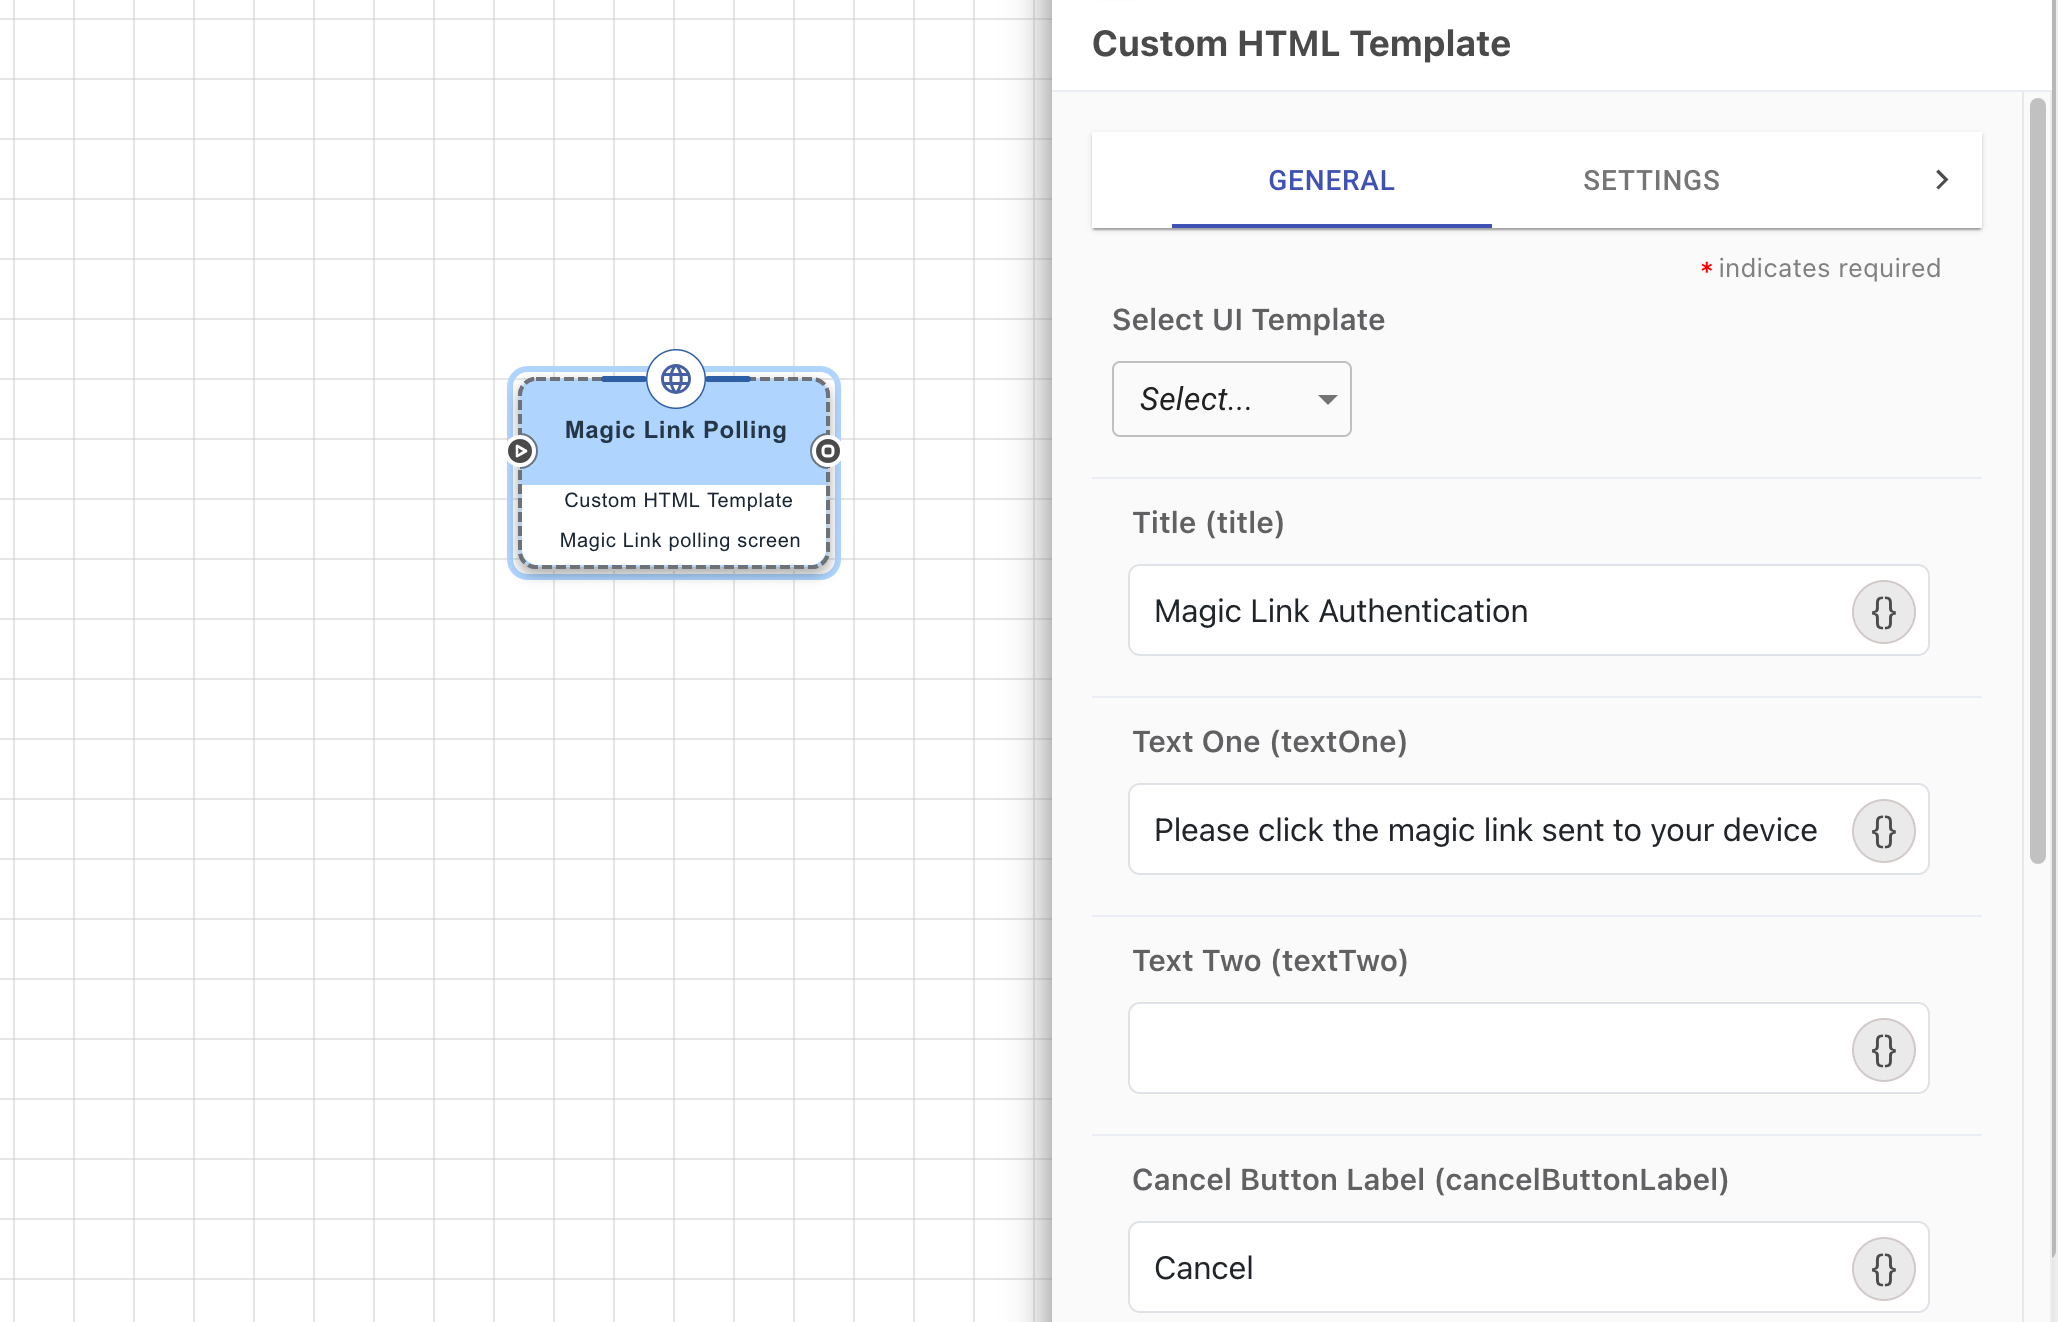 Custom HTML Template
GENERAL
SETTINGS
* indicates required
Select UI Template
Select...
Magic Link Polling
Custom HTML Template
Magic Link polling screen
Title (title)
Magic Link Authentication
{}
Text One (textOne)
Please click the magic link sent to your device
{}
Text Two (textTwo)
{}
Cancel Button Label (cancelButtonLabel)
Cancel
{}